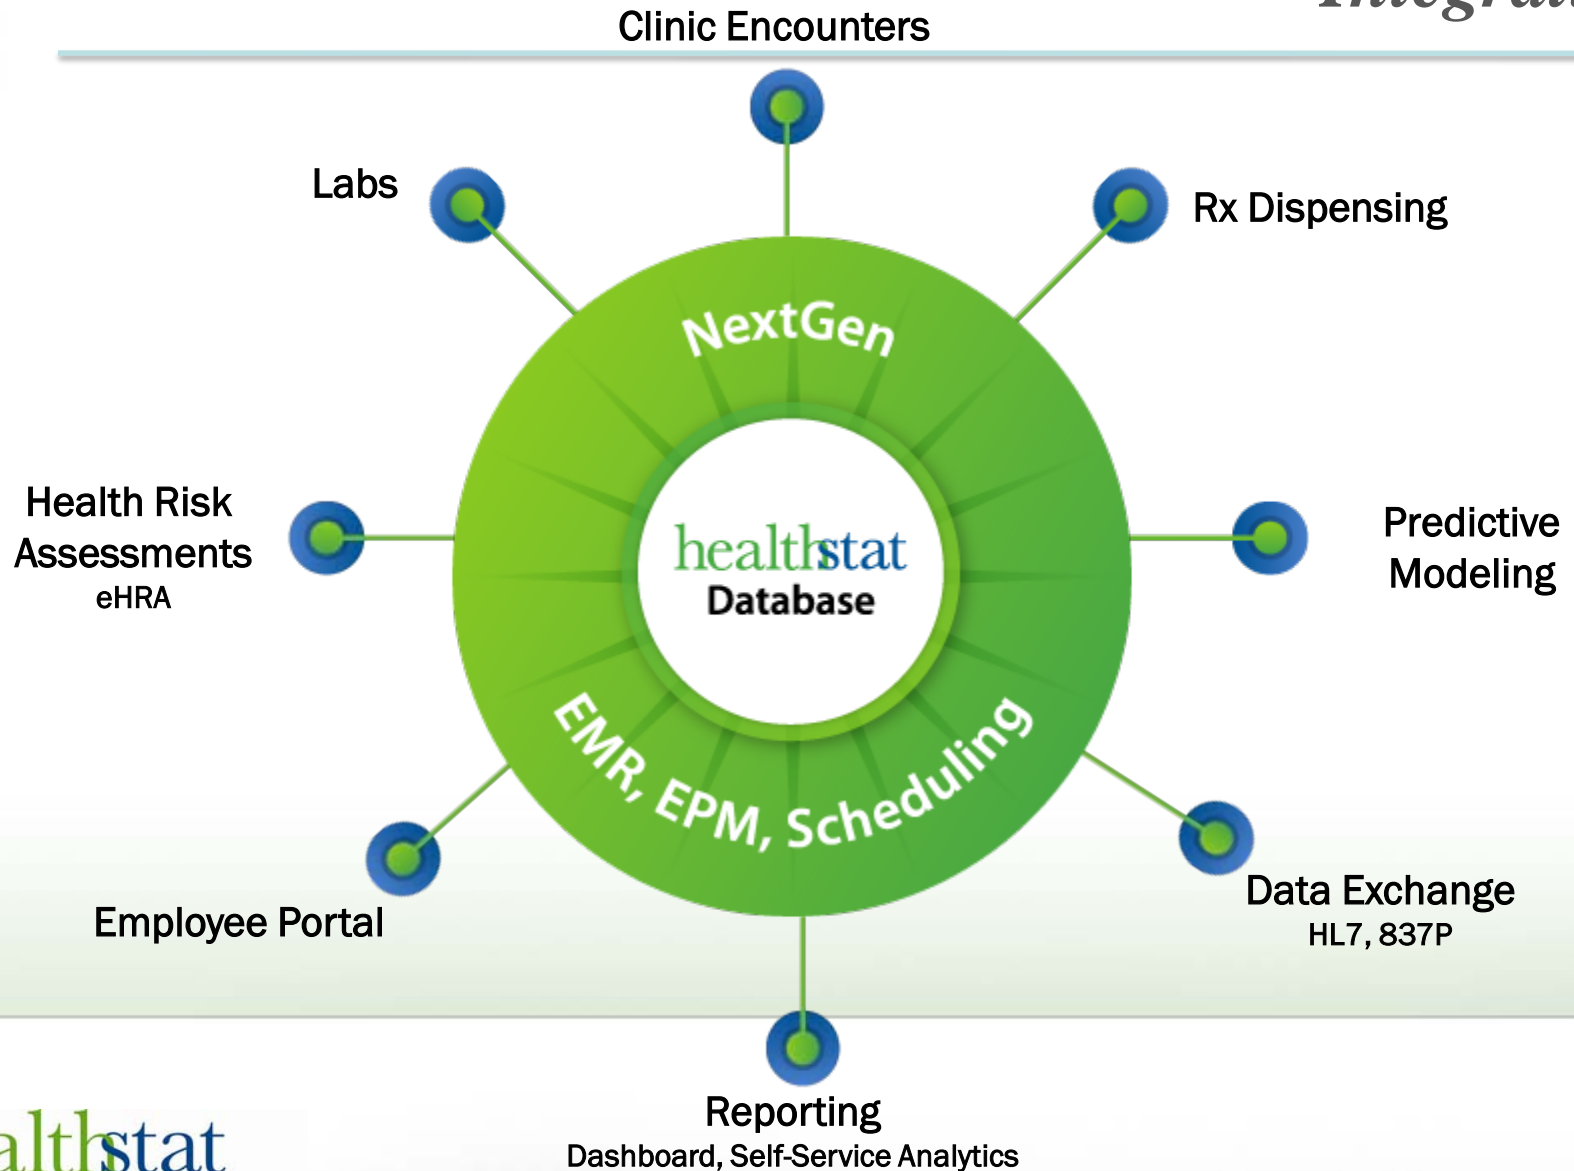 Clinic Encounters
Labs
Rx Dispensing
NextGen
Health Risk
Assessments
eHRA
healthstat
Database
Predictive
Modeling
EMR, EPM, Scheduling
Employee Portal
Data Exchange
HL7, 837P
Reporting
Dashboard, Self-Service Analytics
althstat